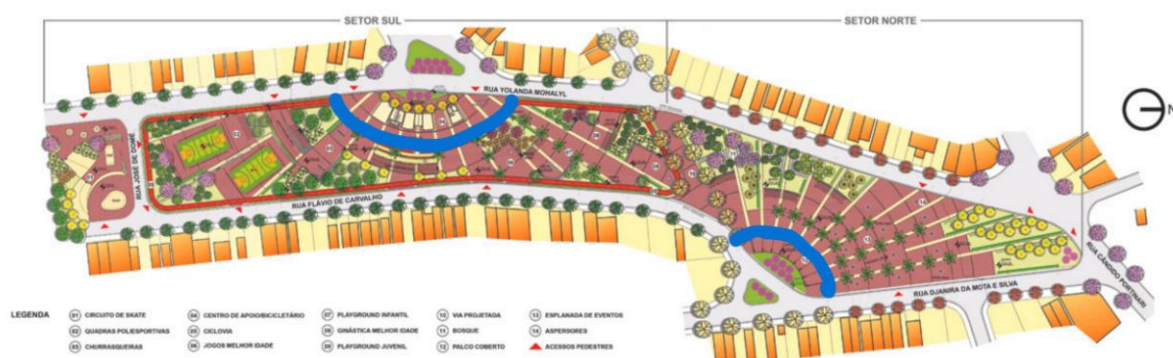 SETOR SUL
SETOR NORTE
RUA YOLANDA MOHALYI
N
RUA JOSÉ DE DOMÊ
RUA FLÁVIO DE CARVALHO
RUA DJANIRA DA MOTA E SILVA
RUA CÂNDIDO PORTINARI
LEGENDA
01 CIRCUITO DE SKATE
02 QUADRAS POLIESPORTIVAS
03 CHURRASQUEIRAS
04 CENTRO DE APOIO/BICICLETÁRIO
05 CICLOVIA
06 JOGOS MELHOR IDADE
07 PLAYGROUND INFANTIL
08 GINÁSTICA MELHOR IDADE
09 PLAYGROUND JUVENIL
10 VIA PROJETADA
11 BOSQUE
12 PALCO COBERTO
13 ESPLANADA DE EVENTOS
14 ASPERSORES
ACESSOS PEDESTRES